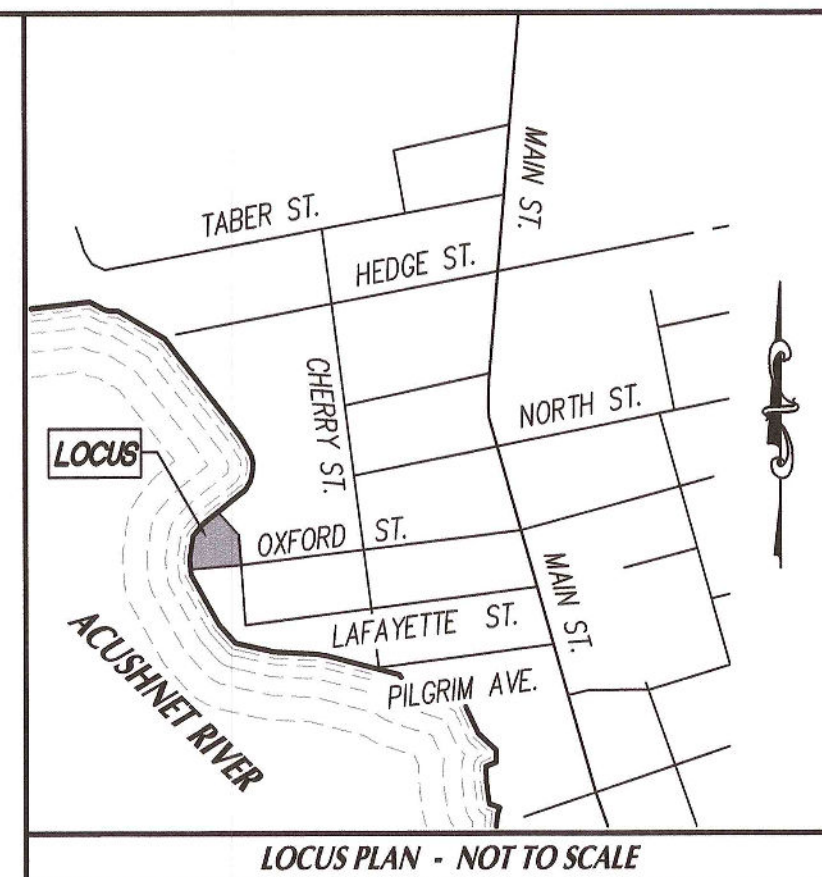 MAIN ST.
TABER ST.
HEDGE ST.
CHERRY ST.
NORTH ST.
LOCUS
OXFORD ST.
MAIN ST.
LAFAYETTE ST.
ACUSHNET RIVER
PILGRIM AVE.
LOCUS PLAN - NOT TO SCALE